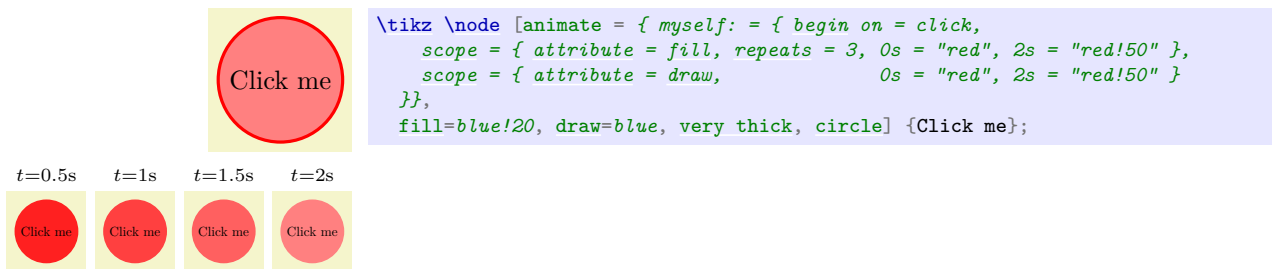 Click me
\tikz \node [animate = { myself: = { begin on = click,
scope = { attribute = fill, repeats = 3, 0s = "red", 2s = "red!50" },
scope = { attribute = draw, 0s = "red", 2s = "red!50" }
}},
fill=blue!20, draw=blue, very thick, circle] {Click me};
t=0.5s t=1s t=1.5s t=2s
Click me Click me Click me Click me